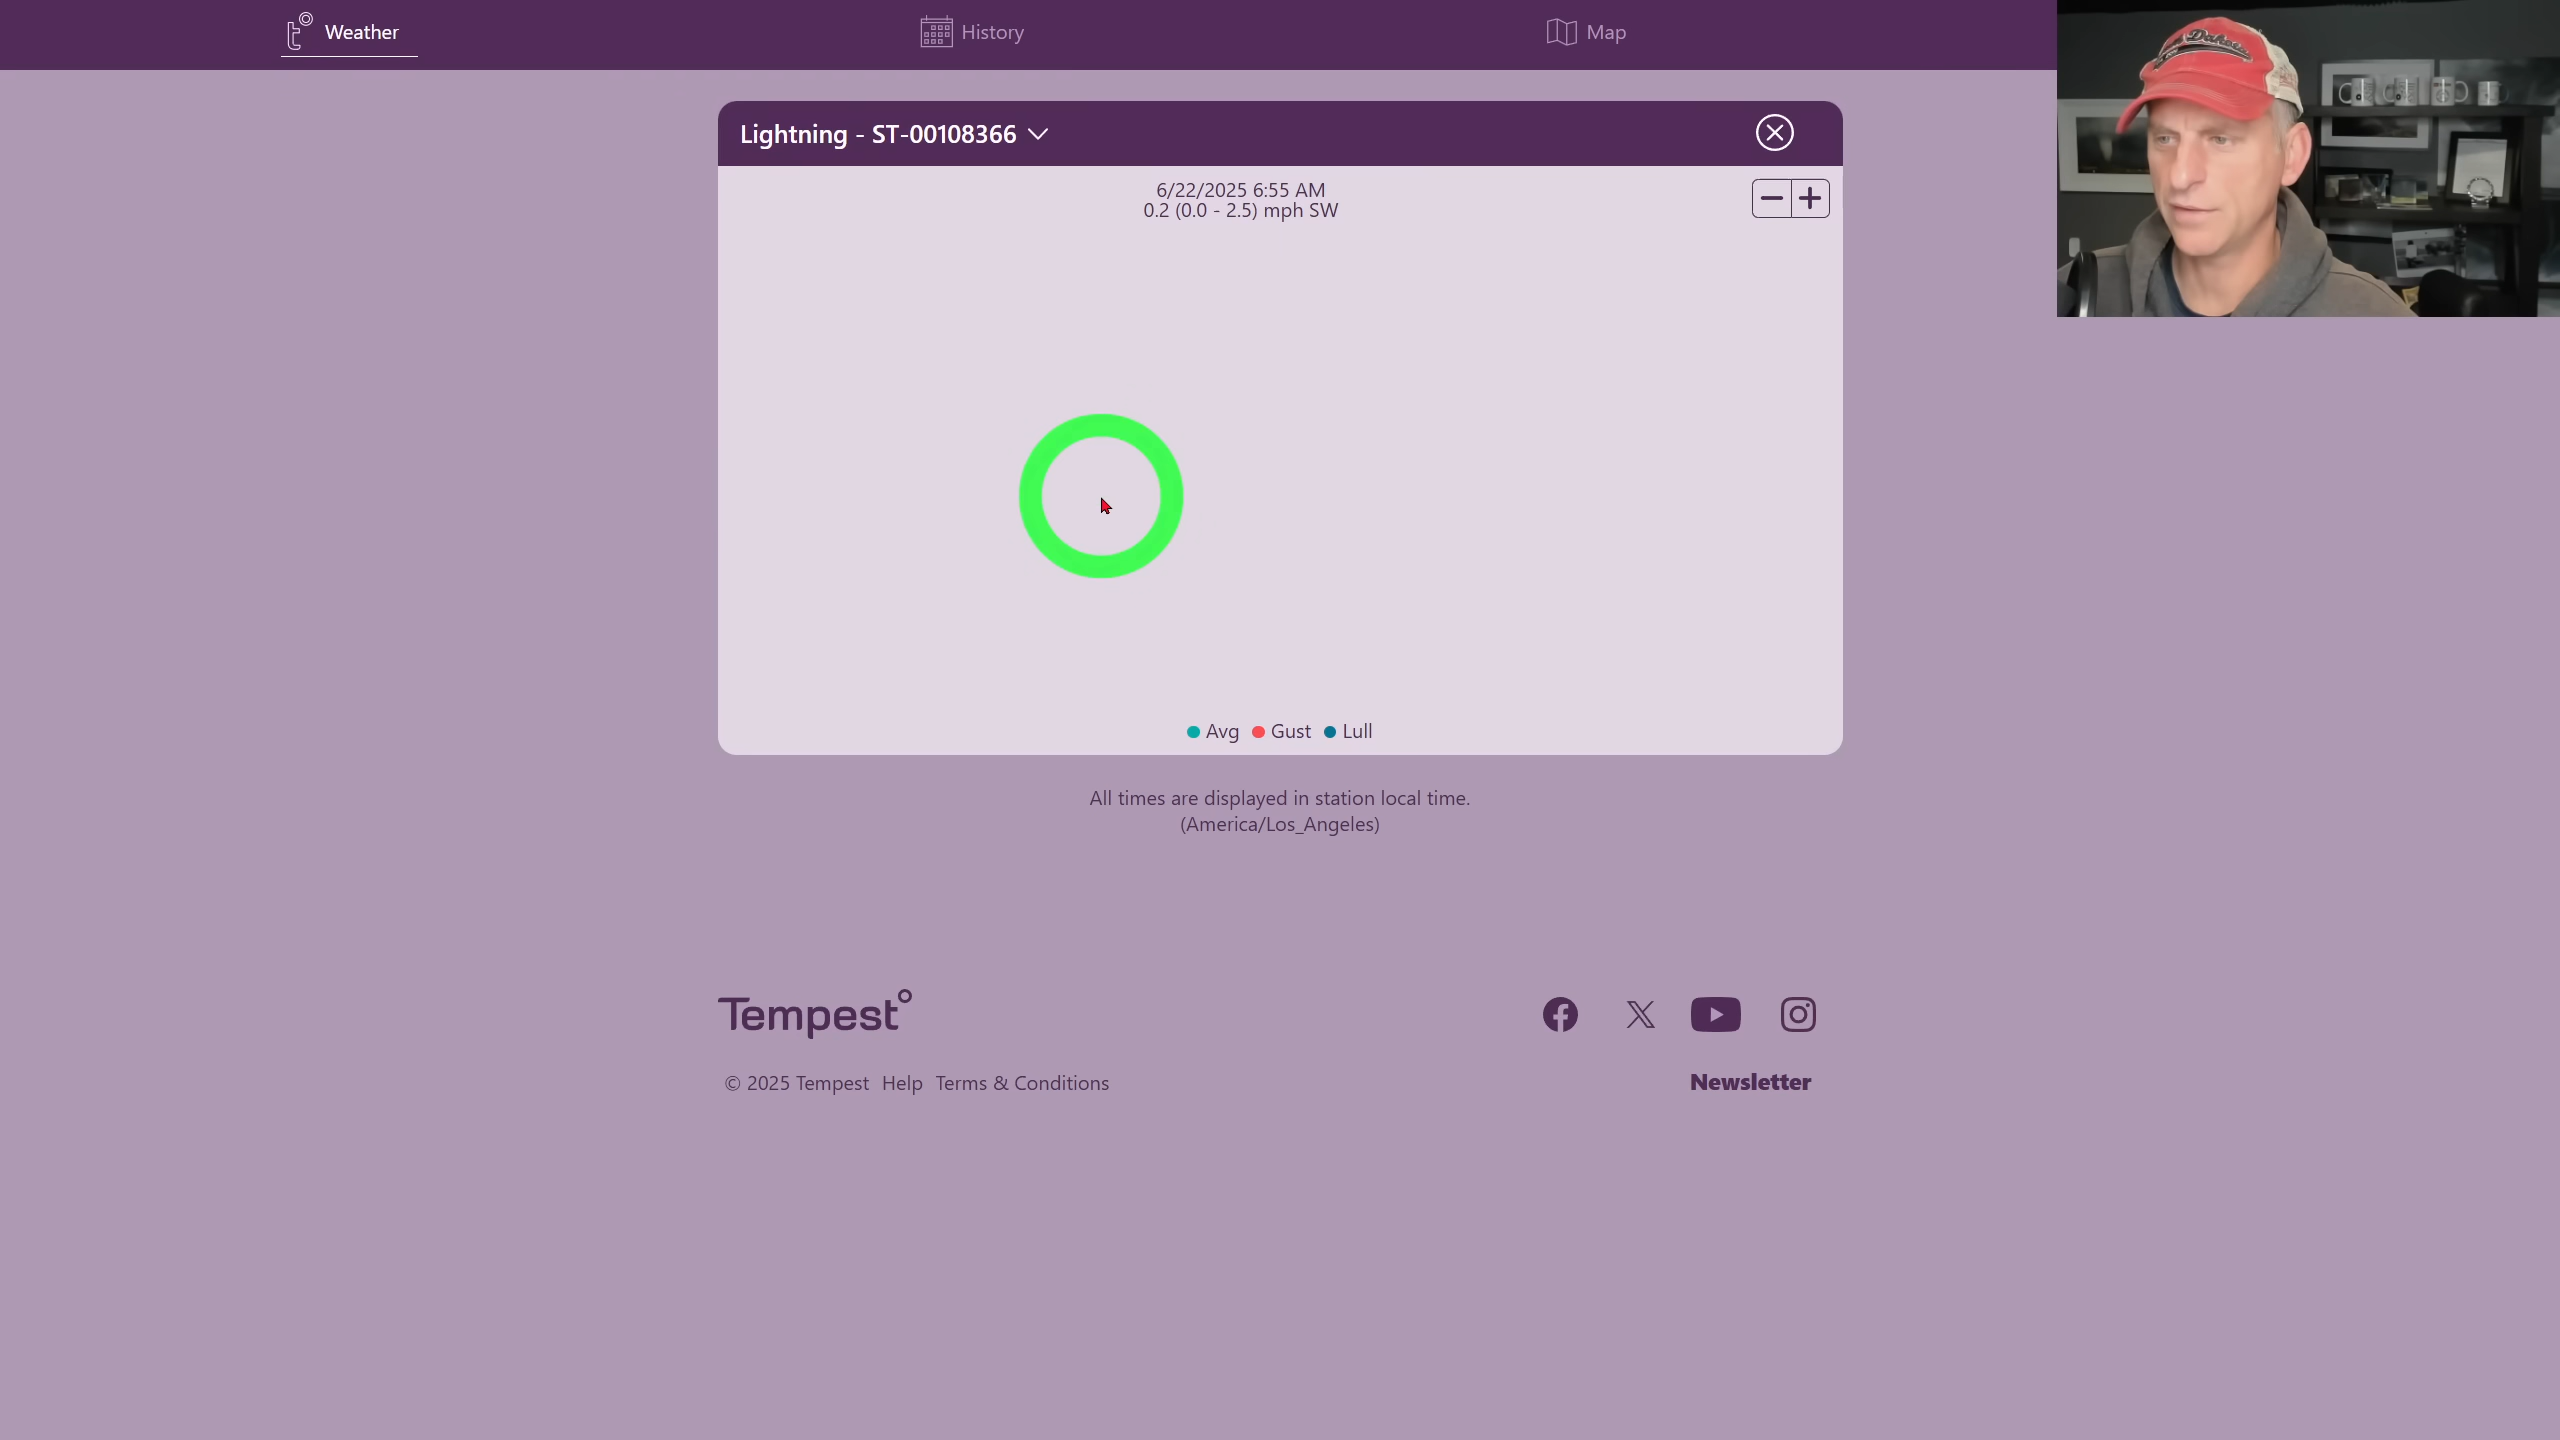 Weather
History
Map
Lightning - ST-00108366
6/22/2025 6:55 AM
0.2 (0.0 - 2.5) mph SW
Avg Gust Lull
All times are displayed in station local time.
(America/Los_Angeles)
Tempest
© 2025 Tempest Help Terms & Conditions
Newsletter